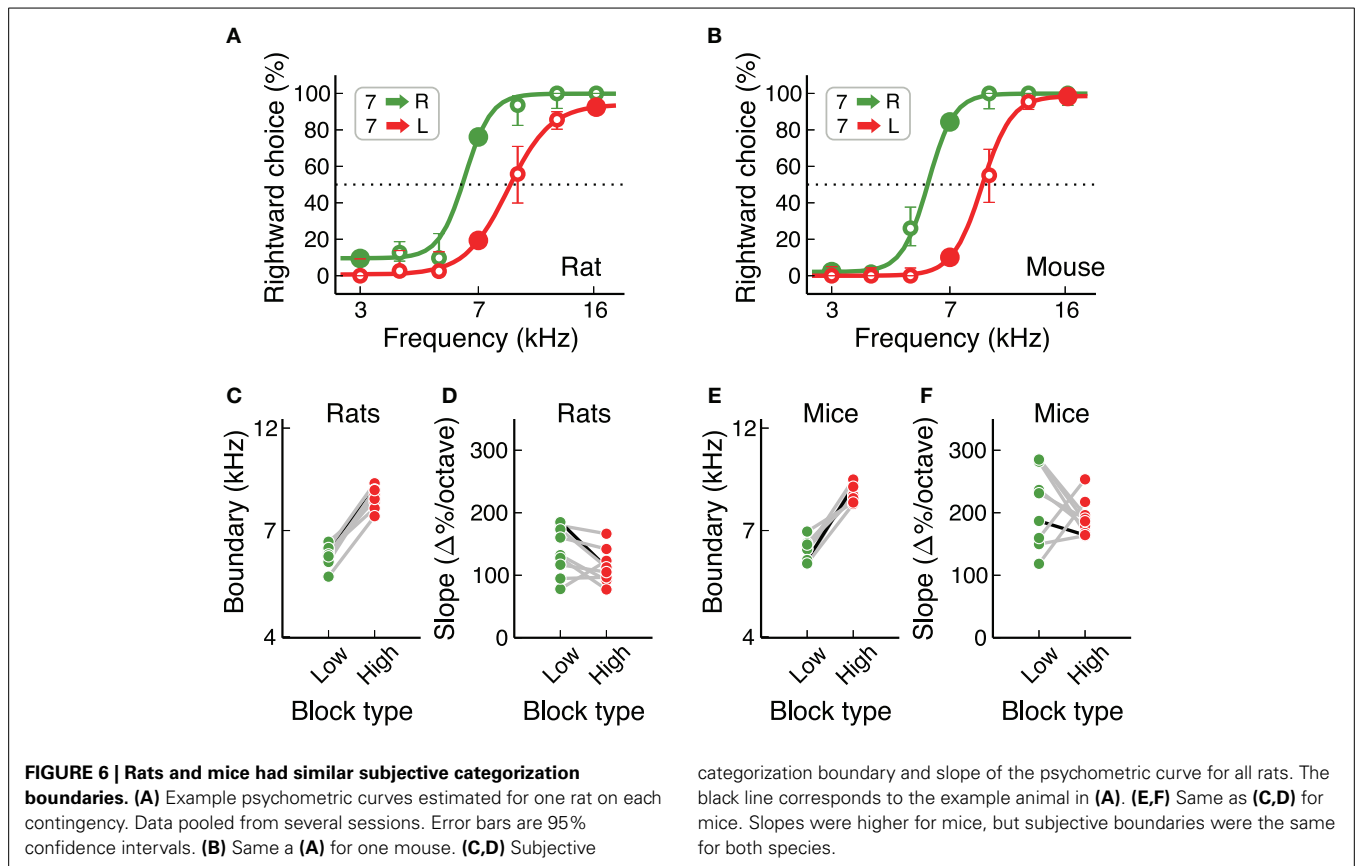 A
Rightward choice (%)
100
80
60
40
20
0
7 R
7 L
Rat
3
7
16
Frequency (kHz)
B
Rightward choice (%)
100
80
60
40
20
0
7 R
7 L
Mouse
3
7
16
Frequency (kHz)
C
Rats
Boundary (kHz)
12
7
4
Low
High
Block type
D
Rats
Slope (Δ%/octave)
300
200
100
0
Low
High
Block type
E
Mice
Boundary (kHz)
12
7
4
Low
High
Block type
F
Mice
Slope (Δ%/octave)
300
200
100
0
Low
High
Block type
FIGURE 6 | Rats and mice had similar subjective categorization
boundaries. (A) Example psychometric curves estimated for one rat on each
contingency. Data pooled from several sessions. Error bars are 95%
confidence intervals. (B) Same a (A) for one mouse. (C,D) Subjective
categorization boundary and slope of the psychometric curve for all rats. The
black line corresponds to the example animal in (A). (E,F) Same as (C,D) for
mice. Slopes were higher for mice, but subjective boundaries were the same
for both species.